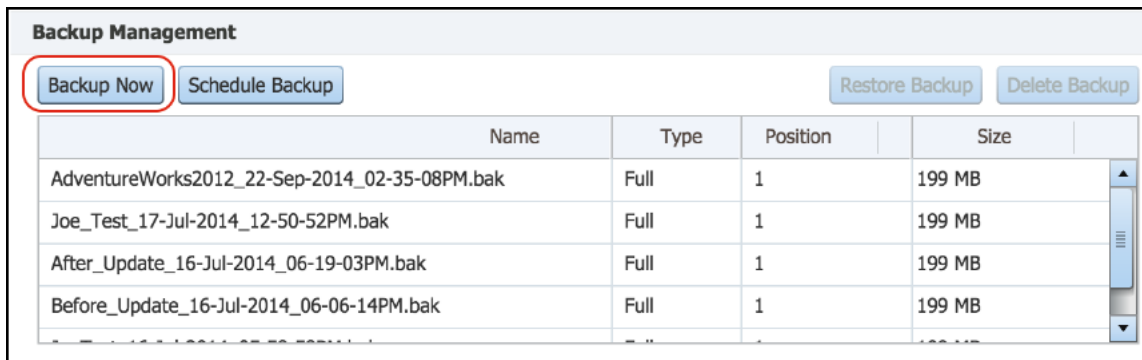 Backup Management
Backup Now Schedule Backup Restore Backup Delete Backup
Name Type Position Size
AdventureWorks2012_22-Sep-2014_02-35-08PM.bak Full 1 199 MB
Joe_Test_17-Jul-2014_12-50-52PM.bak Full 1 199 MB
After_Update_16-Jul-2014_06-19-03PM.bak Full 1 199 MB
Before_Update_16-Jul-2014_06-06-14PM.bak Full 1 199 MB